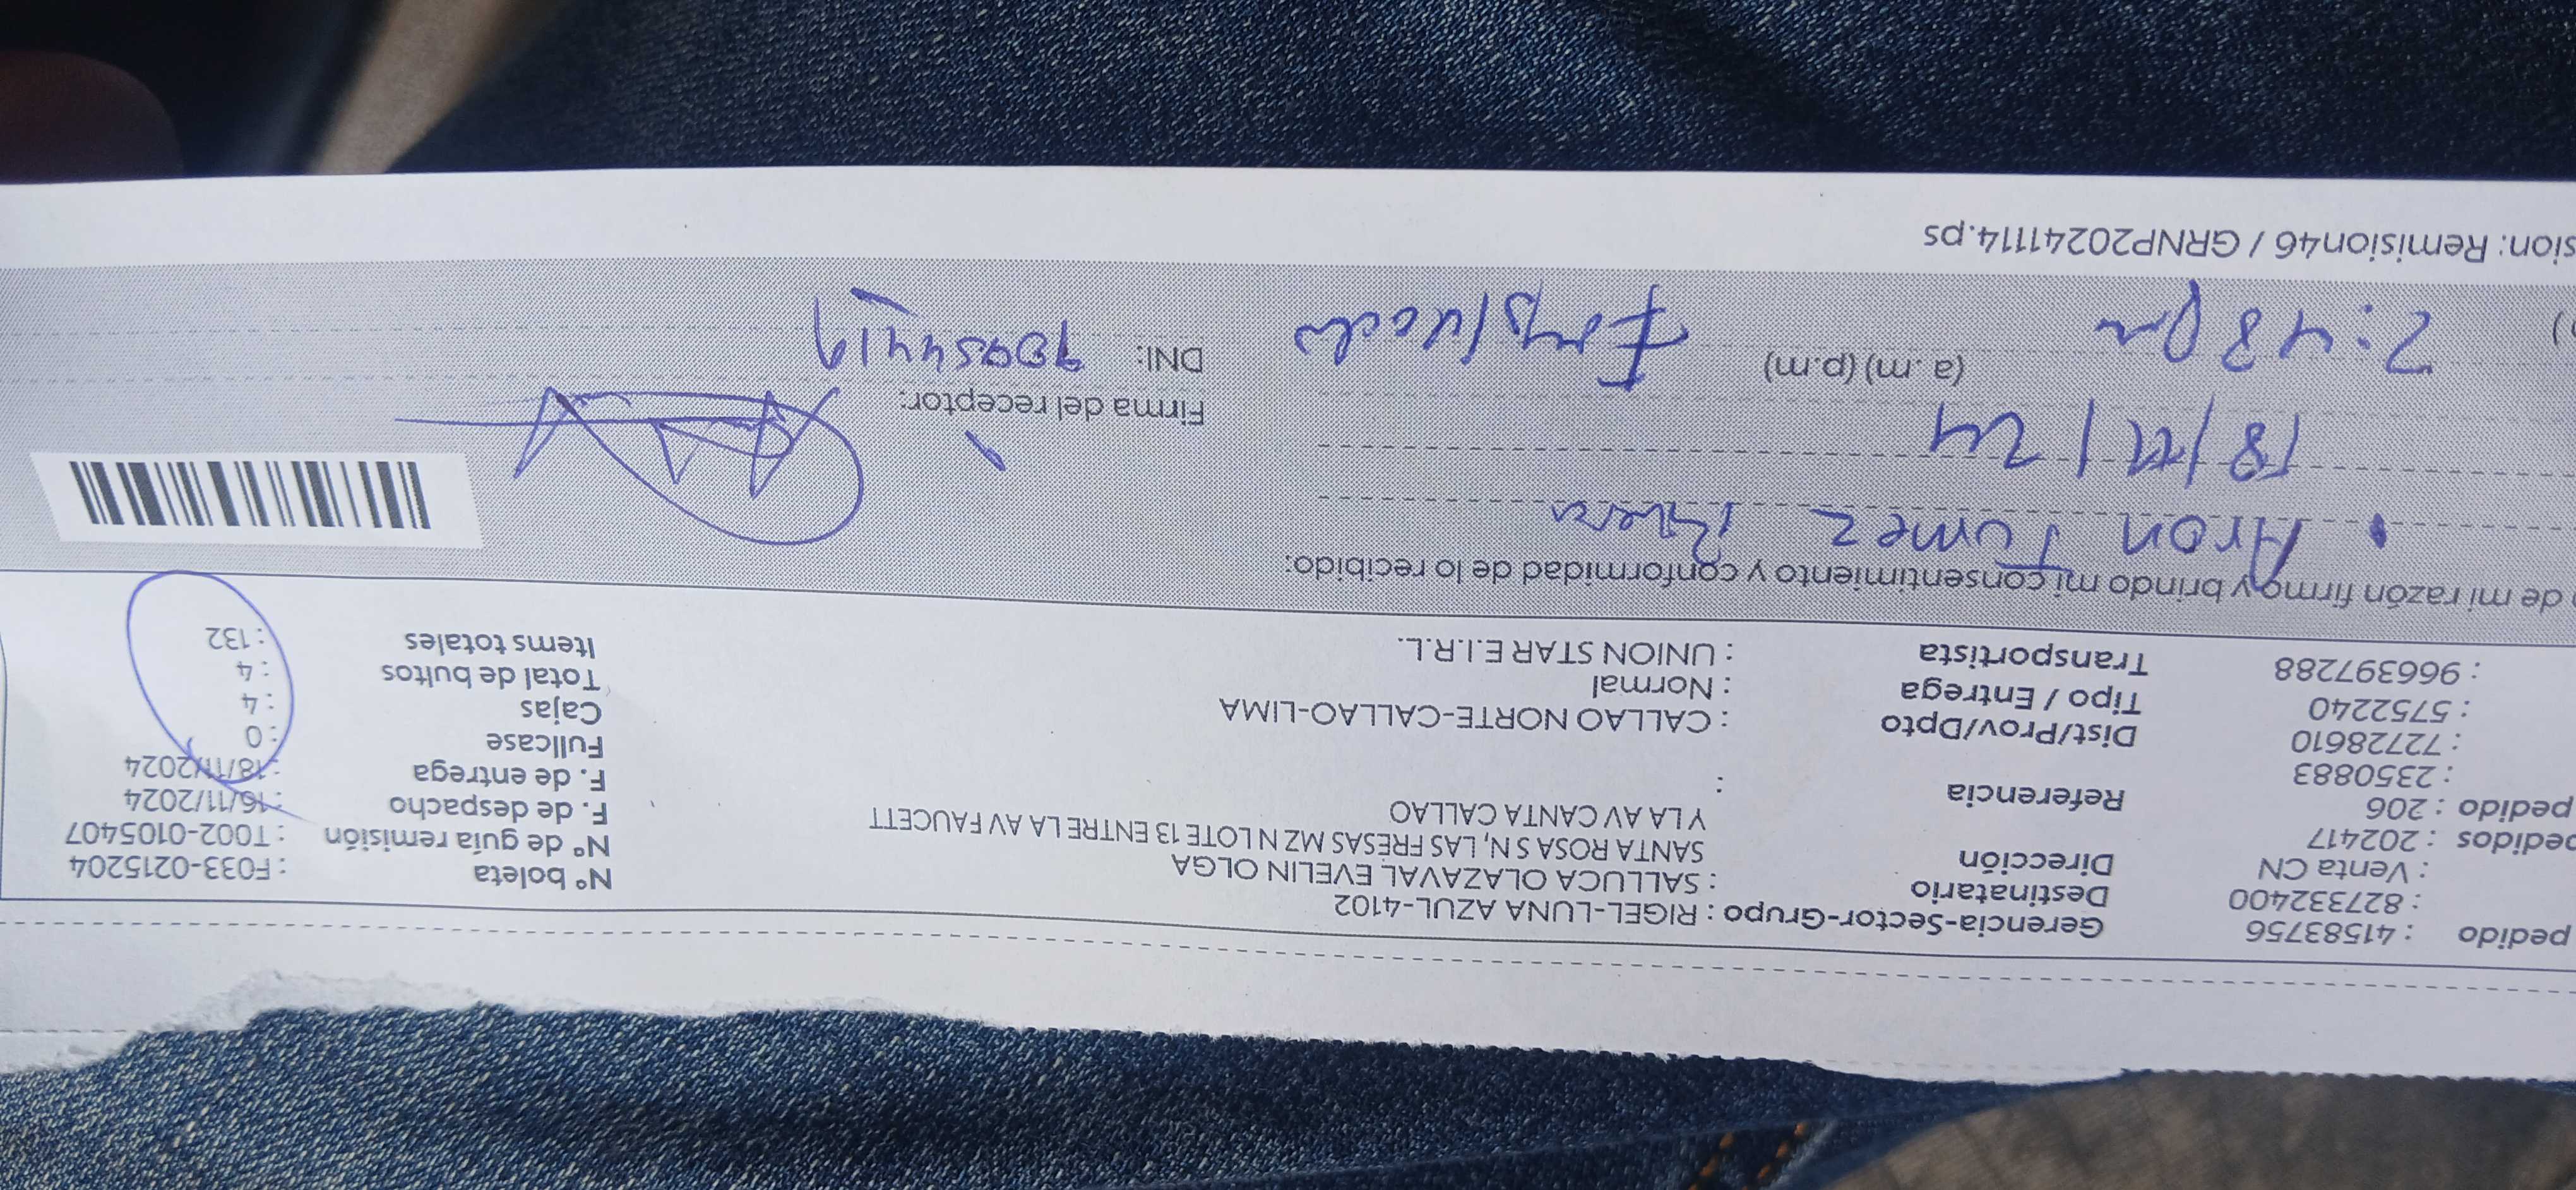 pedido : 41583756 Gerencia-Sector-Grupo : RIGEL-LUNA AZUL-4102 N° boleta : F033-0215204
: 827332400 Destinatario : SALLUCA OLAZAVAL EVELIN OLGA N° de guía remisión : T002-0105407
: Venta CN Dirección SANTA ROSA S N, LAS FRESAS MZ N LOTE 13 ENTRE LA AV FAUCETT F. de despacho : 16/11/2024
pedidos : 202417 Y LA AV CANTA CALLAO F. de entrega : 18/11/2024
pedido : 206 Referencia : Fullcase : 0
: 2350883 Cajas : 4
: 72728610 Dist/Prov/Dpto : CALLAO NORTE-CALLAO-LIMA Total de bultos : 4
: 5752240 Tipo / Entrega : Normal Items totales : 132
: 966397288 Transportista : UNION STAR E.I.R.L.
de mi razón firmo y brindo mi consentimiento y conformidad de lo recibido:
Aron
18/11/24
Firma del receptor:
2:48 pm (a.m) (p.m) Empleado DNI:
sion: Remision46 / GRNP20241114.ps